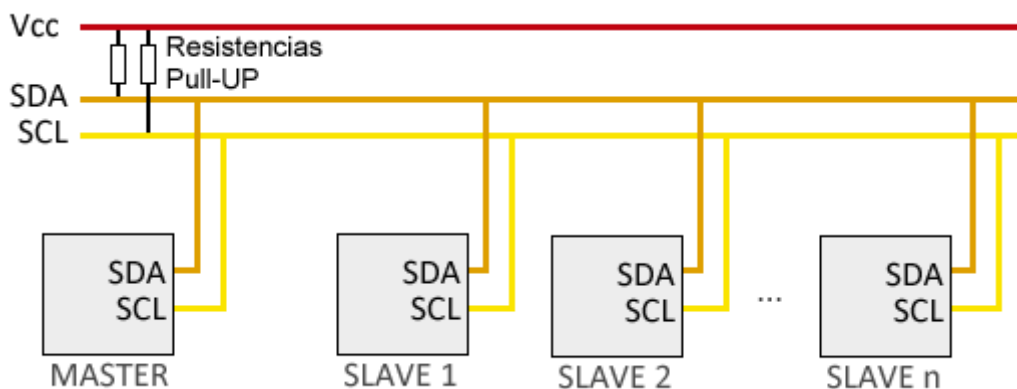 Vcc
Resistencias
Pull-UP
SDA
SCL
SDA
SCL
MASTER
SDA
SCL
SLAVE 1
SDA
SCL
SLAVE 2
...
SDA
SCL
SLAVE n